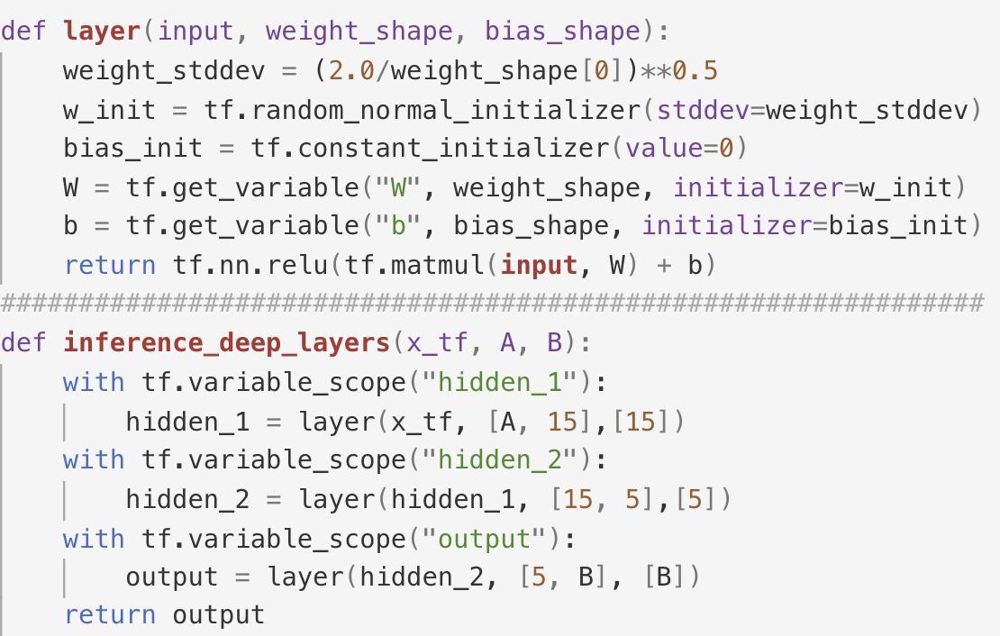 def layer(input, weight_shape, bias_shape):
    weight_stddev = (2.0/weight_shape[0])**0.5
    w_init = tf.random_normal_initializer(stddev=weight_stddev)
    bias_init = tf.constant_initializer(value=0)
    W = tf.get_variable("W", weight_shape, initializer=w_init)
    b = tf.get_variable("b", bias_shape, initializer=bias_init)
    return tf.nn.relu(tf.matmul(input, W) + b)
###############################################################
def inference_deep_layers(x_tf, A, B):
    with tf.variable_scope("hidden_1"):
        hidden_1 = layer(x_tf, [A, 15],[15])
    with tf.variable_scope("hidden_2"):
        hidden_2 = layer(hidden_1, [15, 5],[5])
    with tf.variable_scope("output"):
        output = layer(hidden_2, [5, B], [B])
    return output